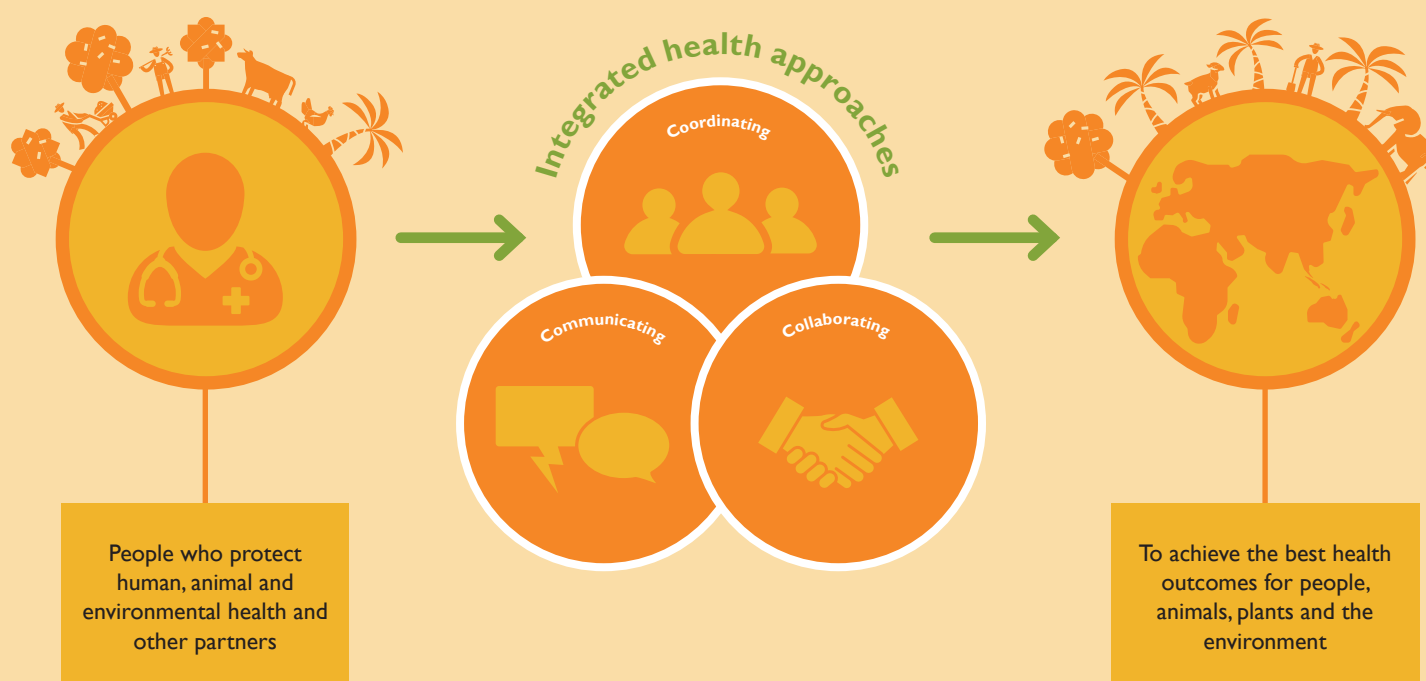 Integrated health approaches
Coordinating
Communicating
Collaborating
People who protect
human, animal and
environmental health and
other partners
To achieve the best health
outcomes for people,
animals, plants and the
environment